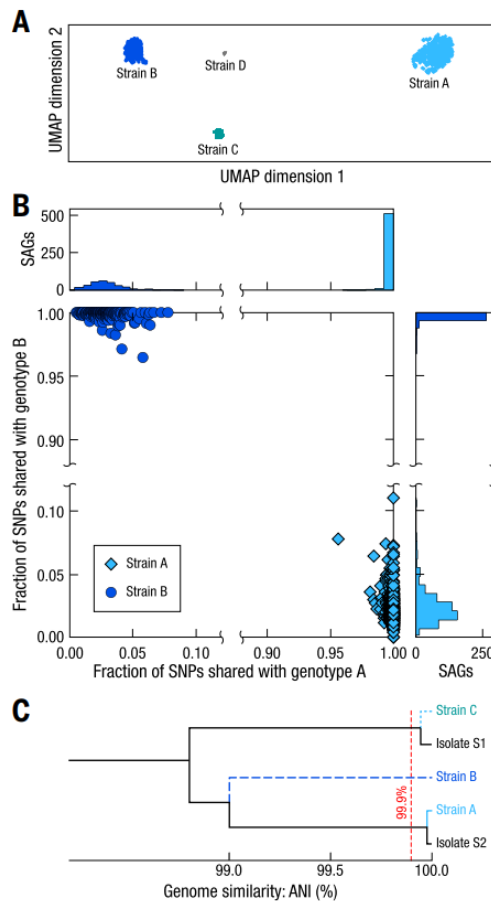 A
UMAP dimension 2
Strain B
Strain D
Strain A
Strain C
UMAP dimension 1
B
SAGs
500
250
0
Fraction of SNPs shared with genotype B
1.00
0.95
0.90
0.10
0.05
0.00
Strain A
Strain B
0.00
0.05
0.10
0.90
0.95
1.00
Fraction of SNPs shared with genotype A
0
250
SAGs
C
Strain C
Isolate S1
Strain B
99.9%
Strain A
Isolate S2
99.0
99.5
100.0
Genome similarity: ANI (%)